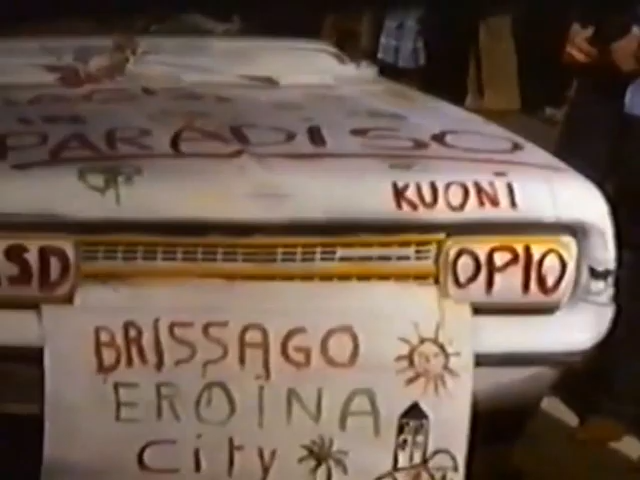 PARADISO
KUONI
SD OPIO
BRISSAGO
EROINA
City